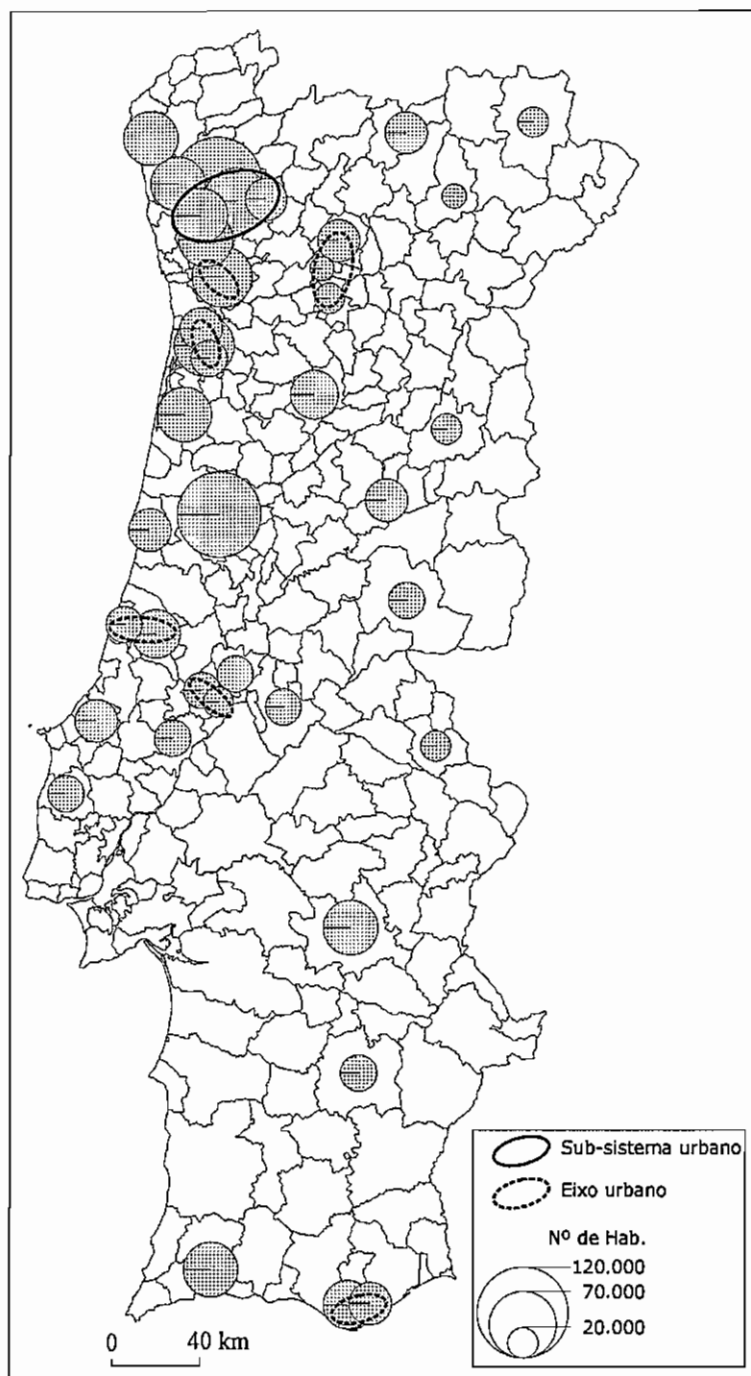 Sub-sistema urbano
Eixo urbano
Nº de Hab.
120.000
70.000
20.000
0 40 km